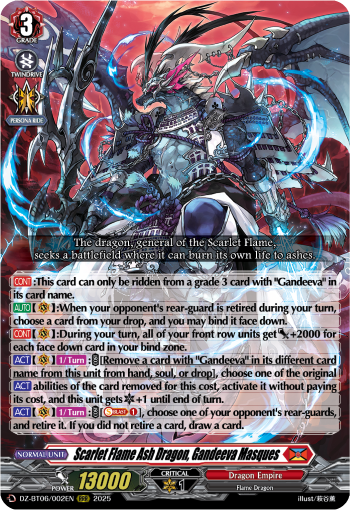 3
GRADE
TWINDRIVE
PERSONA RIDE
The dragon, general of the Scarlet Flame,
seeks a battlefield where it can burn its own life to ashes.
CONT:This card can only be ridden from a grade 3 card with "Gandeeva" in
its card name.
AUTO【】:When your opponent's rear-guard is retired during your turn,
choose a card from your drop, and you may bind it face down.
CONT【】:During your turn, all of your front row units get +2000 for
each face down card in your bind zone.
ACT【】1/Turn:[Remove a card with "Gandeeva" in its different card
name from this unit from hand, soul, or drop], choose one of the original
ACT abilities of the card removed for this cost, activate it without paying
its cost, and this unit gets +1 until end of turn.
ACT【】1/Turn:[SOUL BLAST 1], choose one of your opponent's rear-guards,
and retire it. If you did not retire a card, draw a card.
NORMAL UNIT Scarlet Flame Ash Dragon, Gandeeva Masques
POWER 13000 CRITICAL 1 Dragon Empire
Flame Dragon
DZ-BT06/002EN RRR 2025 illust/萩谷薫